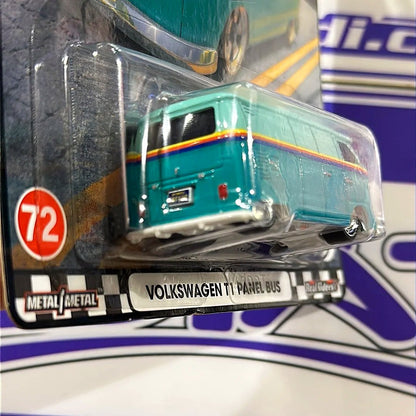 di.c
72
METAL/METAL
VOLKSWAGEN T1 PANEL BUS
Real Riders